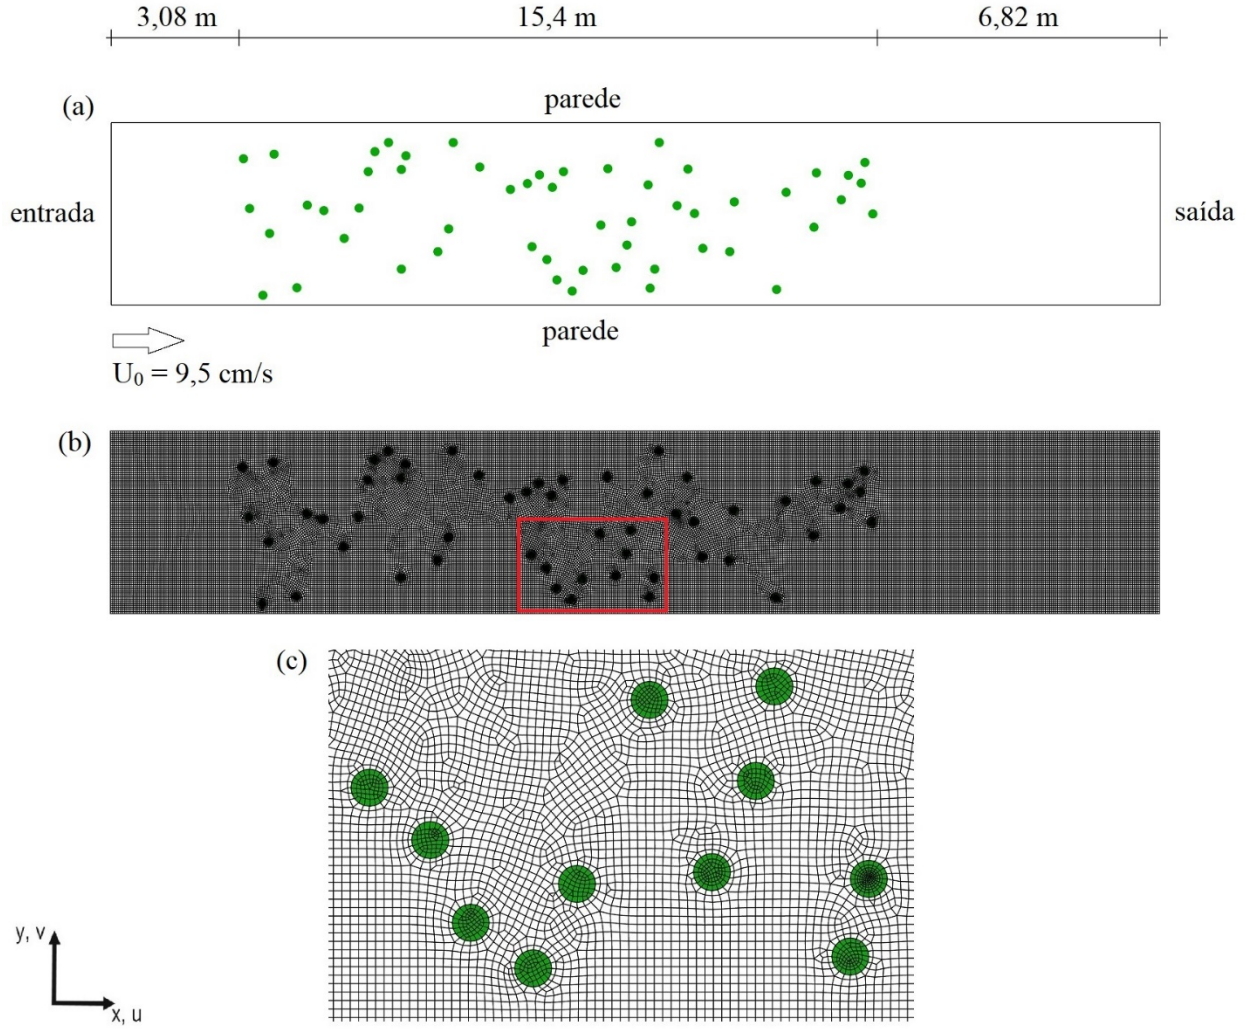 3,08 m 15,4 m 6,82 m
(a)
parede
entrada
saída
parede
U₀ = 9,5 cm/s
(b)
(c)
y, v
x, u